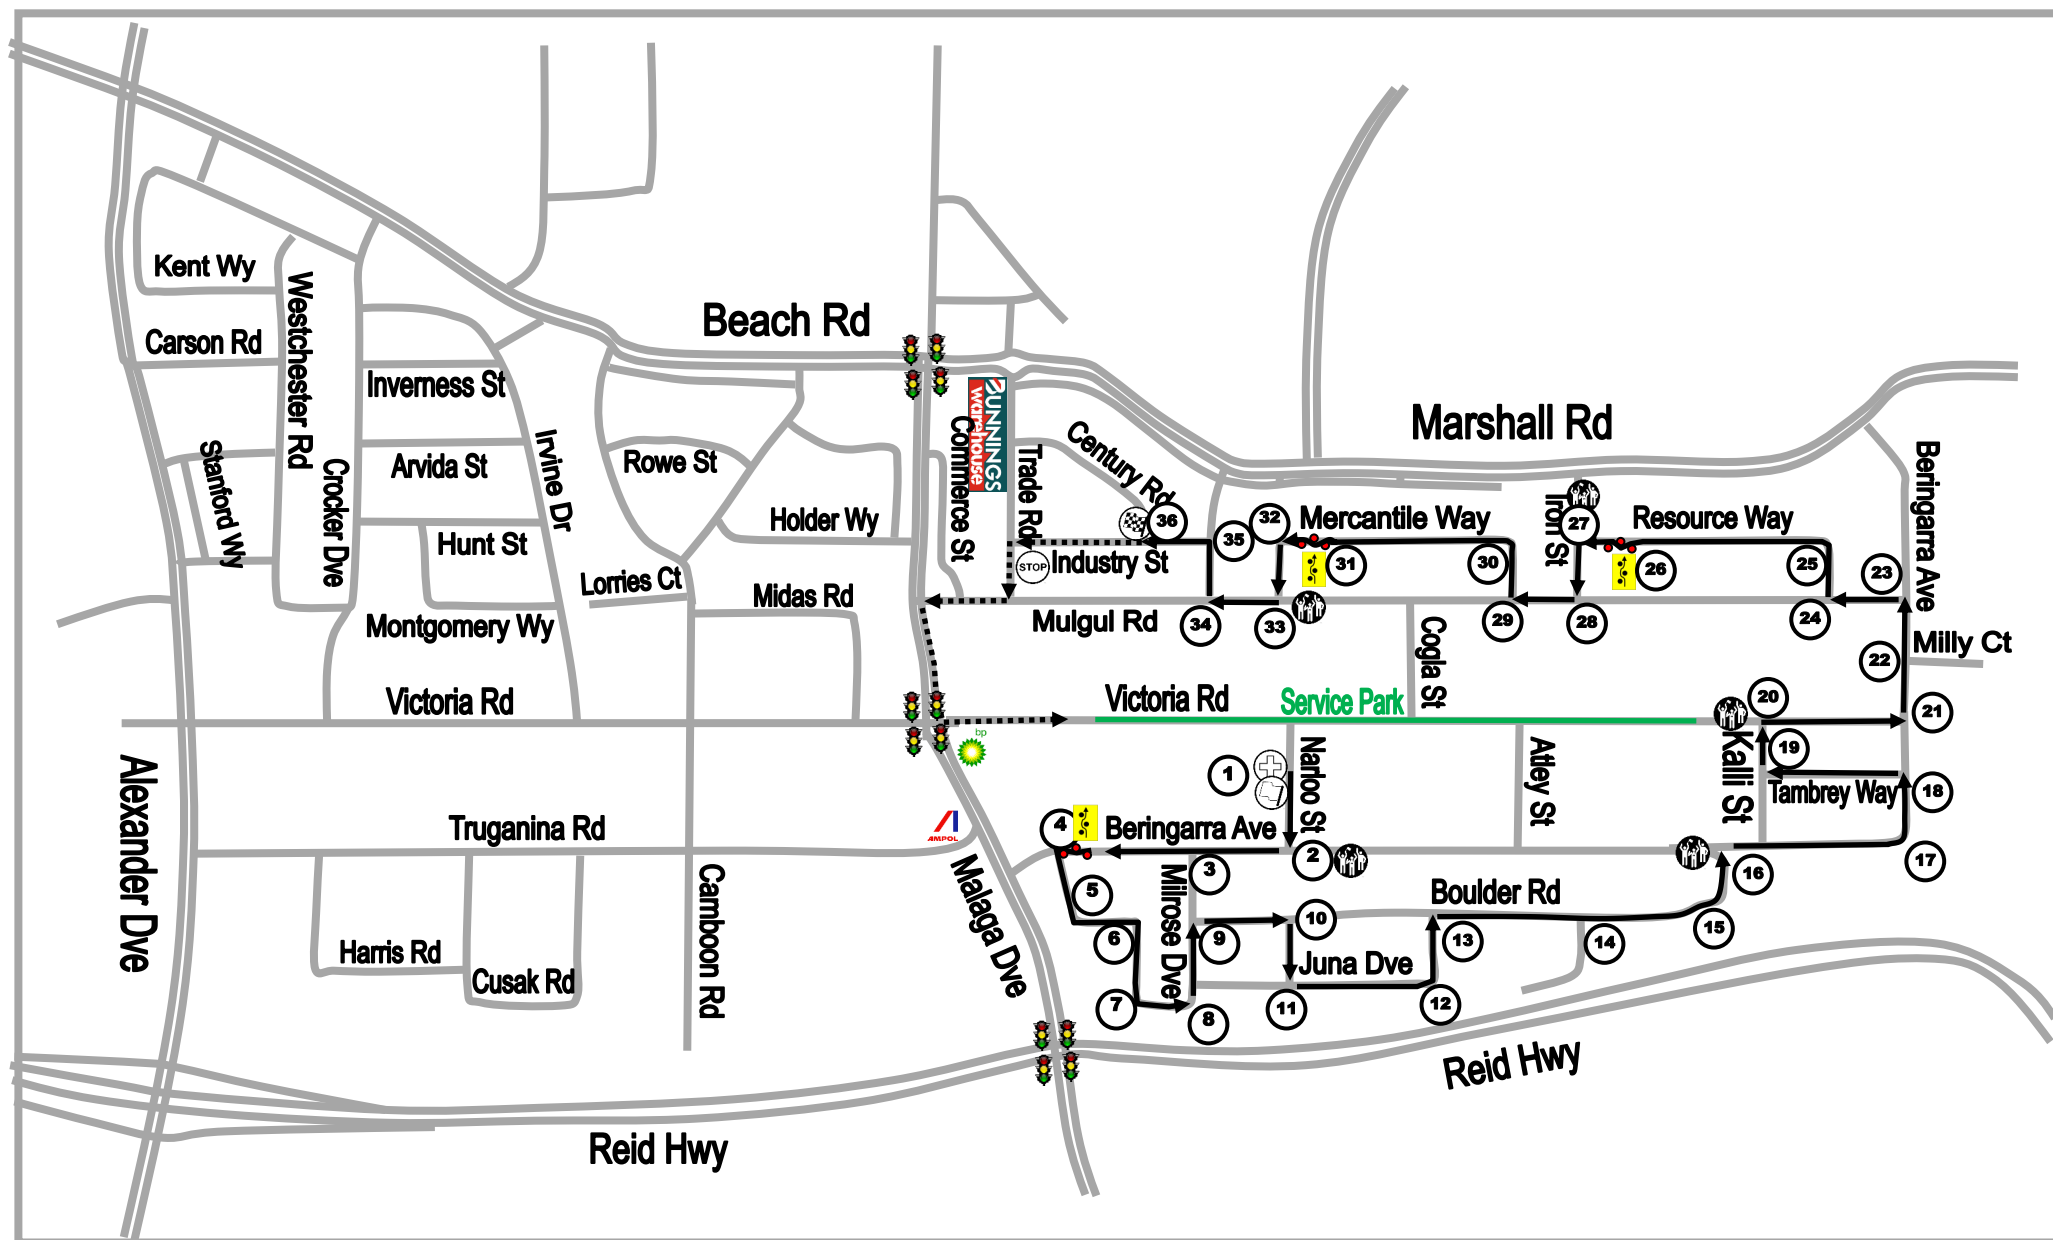 Kent Wy
Westchester Rd
Carson Rd
Beach Rd
Inverness St
Marshall Rd
BUNNINGS
warehouse
Commerce St
Century Rd
Trade Rd
Stanford Wy
Crocker Dve
Arvida St
Irvine Dr
Rowe St
Beringarra Ave
Holder Wy
36
35
32
Mercantile Way
Iron St
27
Resource Way
Hunt St
STOP
Industry St
31
30
26
25
23
Lorries Ct
Midas Rd
Montgomery Wy
Mulgul Rd
34
33
29
28
24
Cogla St
Milly Ct
22
Victoria Rd
Victoria Rd
Service Park
20
21
bp
Kalli St
19
1
Narloo St
Atley St
Tambrey Way
18
Alexander Dve
Truganina Rd
AMPOL
4
Beringarra Ave
2
3
16
17
Malaga Dve
Camboon Rd
5
Milrose Dve
Boulder Rd
10
6
9
13
14
15
Harris Rd
Cusak Rd
Juna Dve
7
8
11
12
Reid Hwy
Reid Hwy